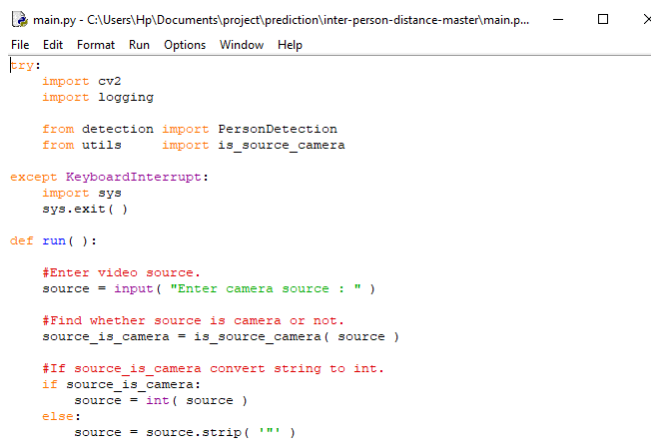 main.py - C:\Users\Hp\Documents\project\prediction\inter-person-distance-master\main.p...
File Edit Format Run Options Window Help
try:
    import cv2
    import logging

    from detection import PersonDetection
    from utils     import is_source_camera

except KeyboardInterrupt:
    import sys
    sys.exit( )

def run( ):

    #Enter video source.
    source = input( "Enter camera source : " )

    #Find whether source is camera or not.
    source_is_camera = is_source_camera( source )

    #If source_is_camera convert string to int.
    if source_is_camera:
        source = int( source )
    else:
        source = source.strip( '"' )